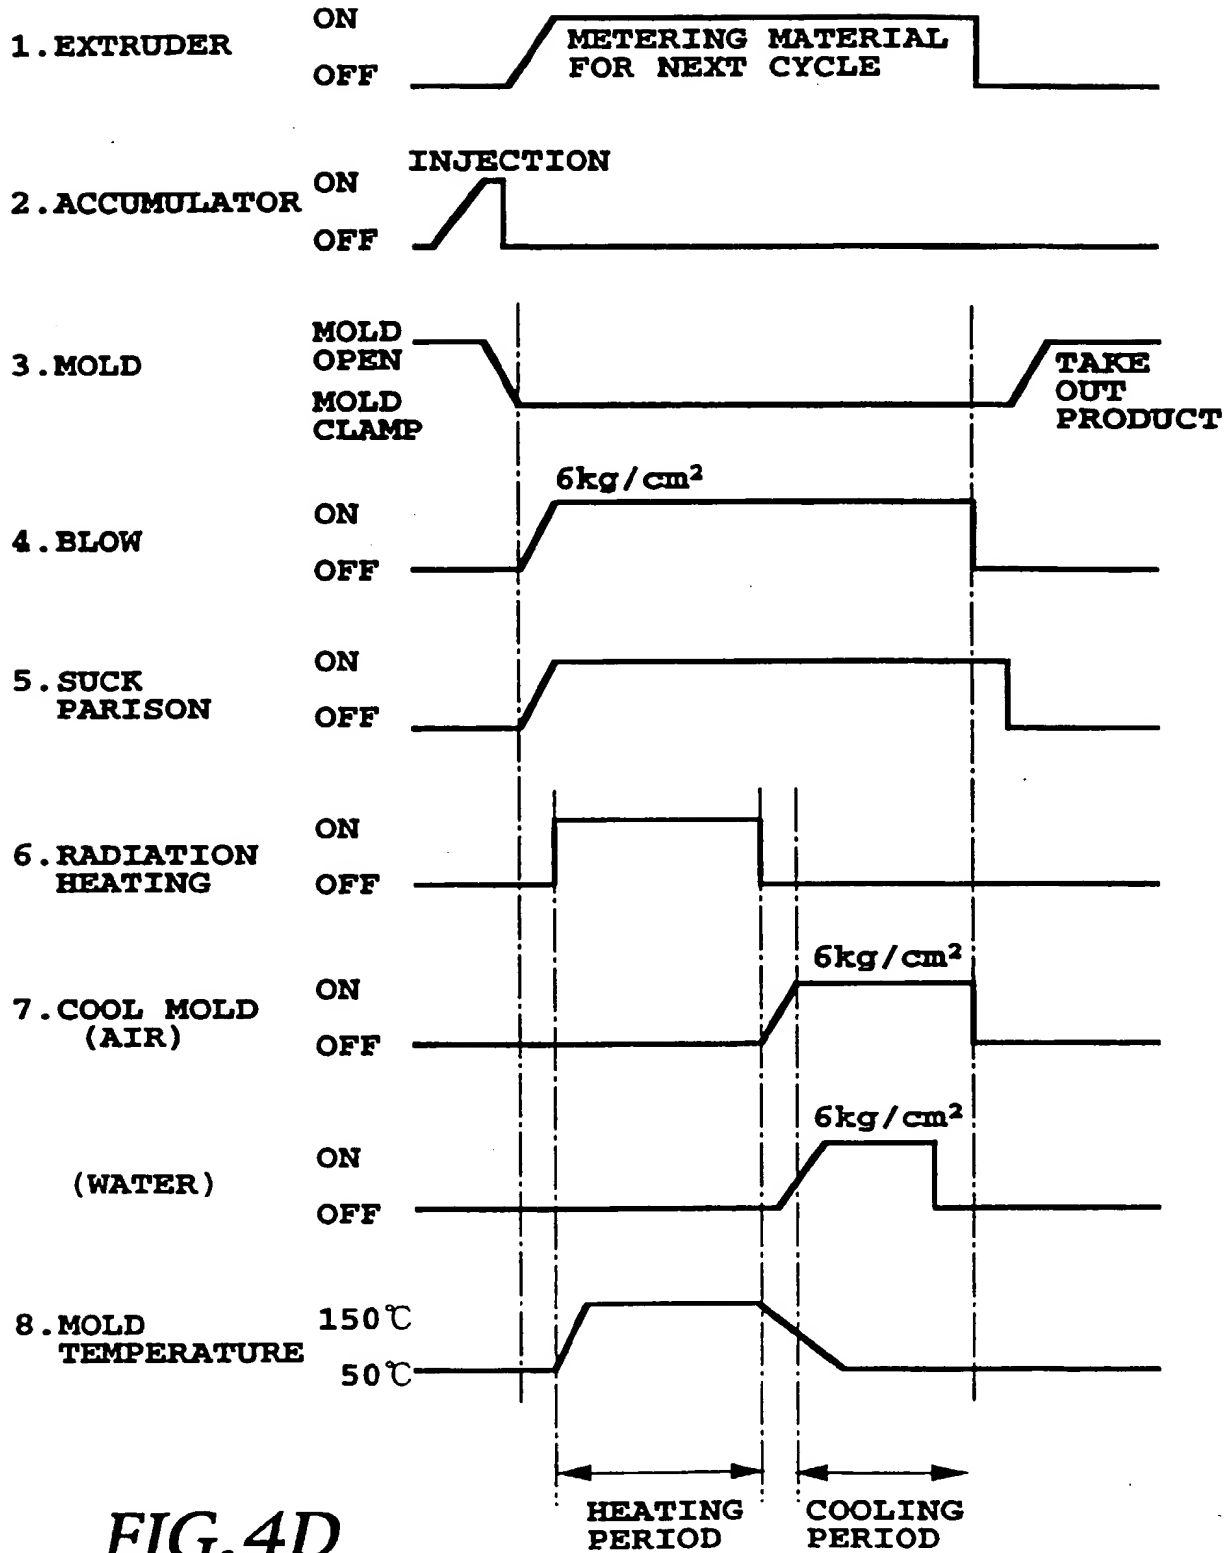 ON
1.EXTRUDER
METERING MATERIAL
FOR NEXT CYCLE
OFF
INJECTION
ON
2.ACCUMULATOR
OFF
MOLD
OPEN
3.MOLD
MOLD
CLAMP
TAKE
OUT
PRODUCT
6kg/cm²
ON
4.BLOW
OFF
ON
5.SUCK
PARISON
OFF
ON
6.RADIATION
HEATING
OFF
6kg/cm²
ON
7.COOL MOLD
(AIR)
OFF
6kg/cm²
ON
(WATER)
OFF
150℃
8.MOLD
TEMPERATURE
50℃
HEATING
PERIOD
COOLING
PERIOD
FIG.4D